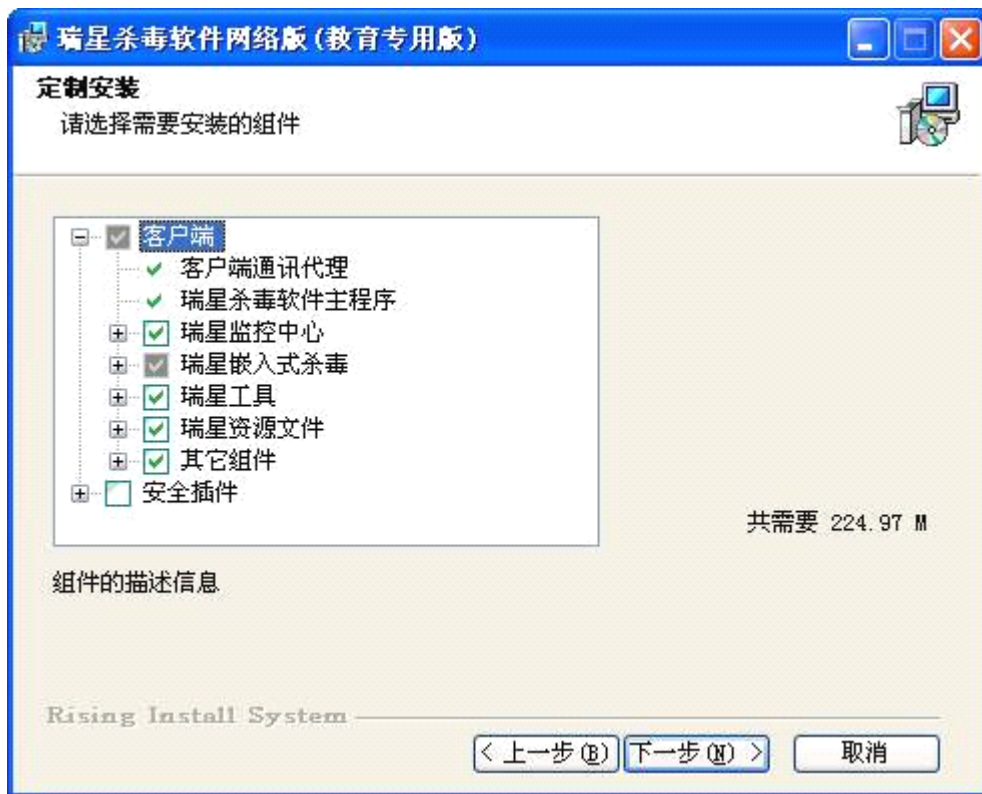 瑞星杀毒软件网络版(教育专用版)
定制安装
请选择需要安装的组件
客户端
客户端通讯代理
瑞星杀毒软件主程序
瑞星监控中心
瑞星嵌入式杀毒
瑞星工具
瑞星资源文件
其它组件
安全插件
共需要 224.97 M
组件的描述信息
Rising Install System
< 上一步(B) 下一步(N) > 取消